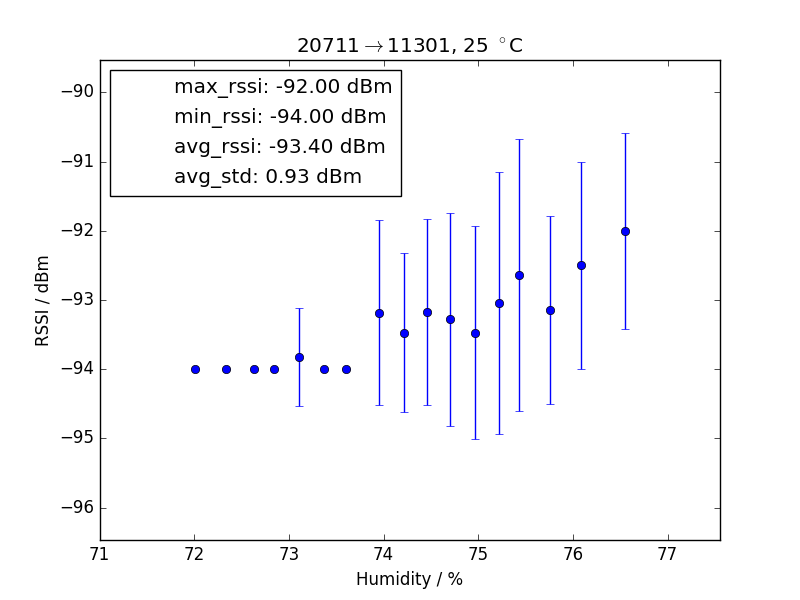 20711→11301, 25 °C
max_rssi: -92.00 dBm
min_rssi: -94.00 dBm
avg_rssi: -93.40 dBm
avg_std: 0.93 dBm
RSSI / dBm
−90
−91
−92
−93
−94
−95
−96
71 72 73 74 75 76 77
Humidity / %